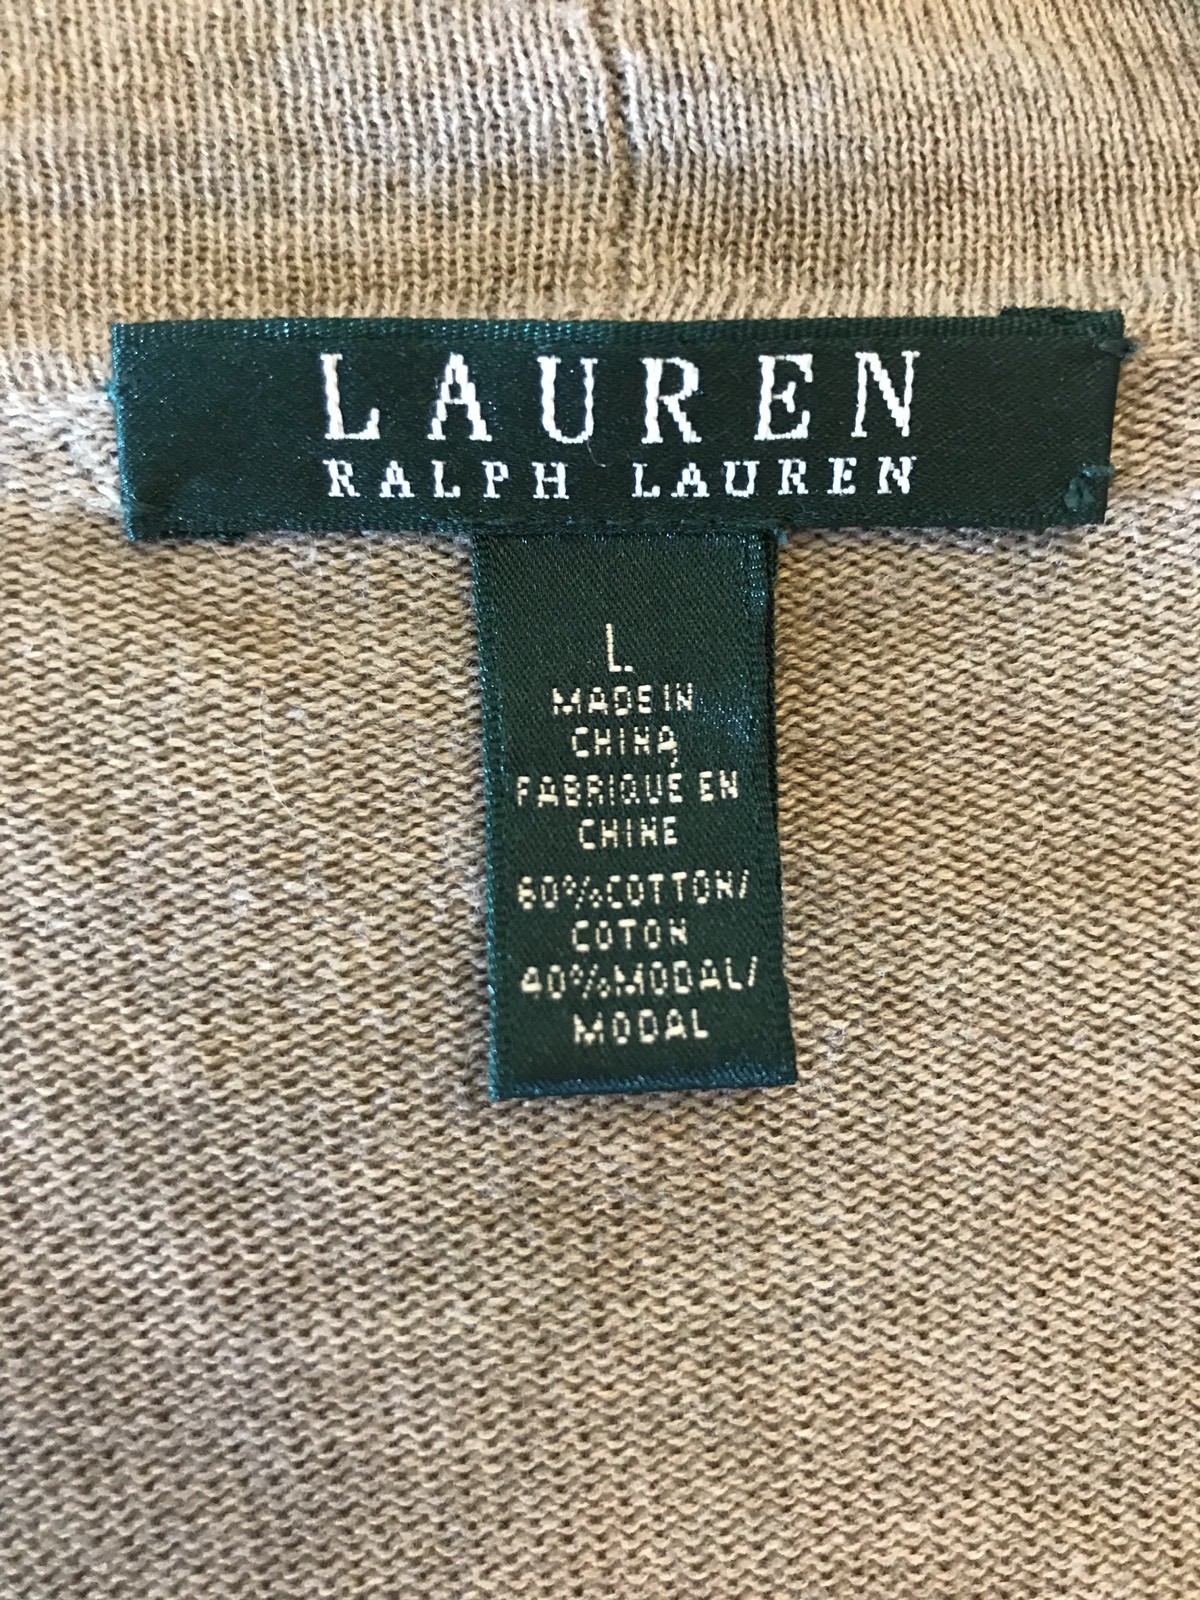 LAUREN
RALPH LAUREN
L
MADE IN
CHINA
FABRIQUÉ EN
CHINE
60%COTTON/
COTON
40%MODAL/
MODAL